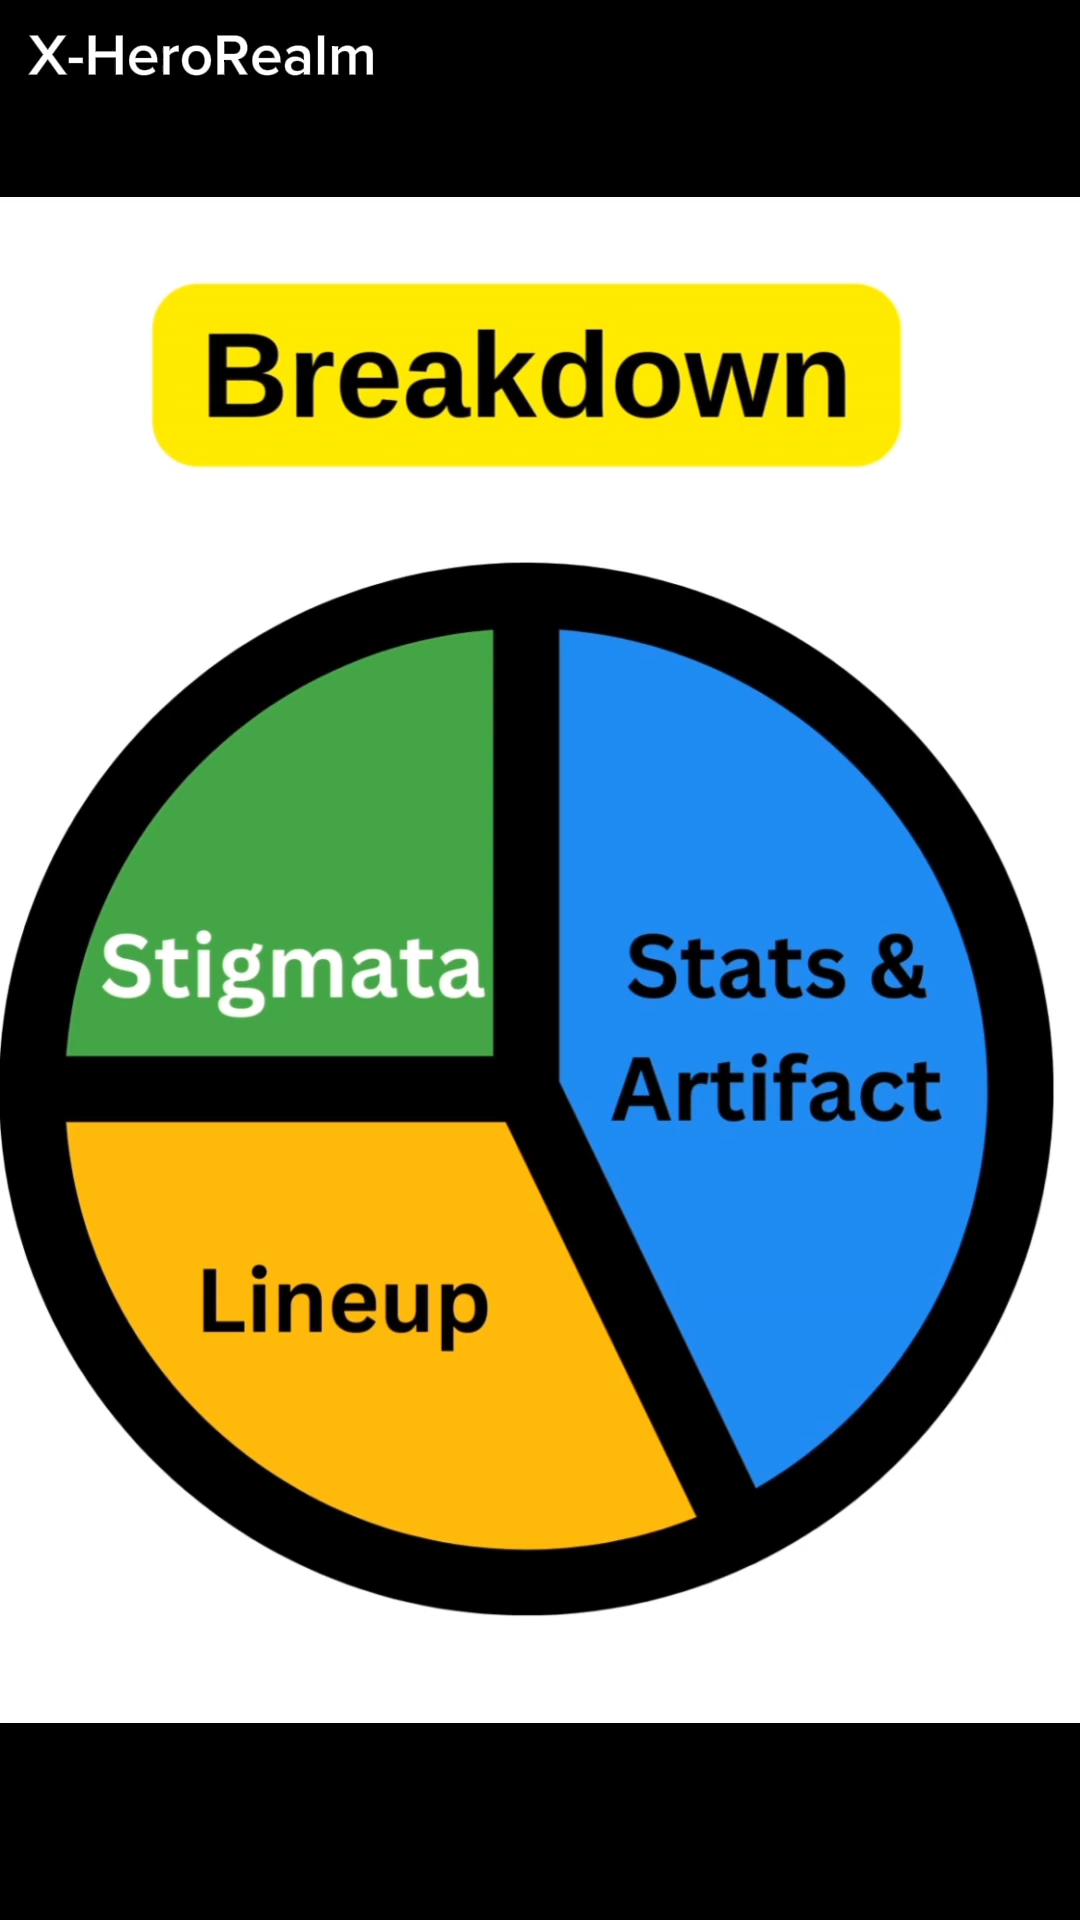 X-HeroRealm
Breakdown
Stigmata
Stats &
Artifact
Lineup